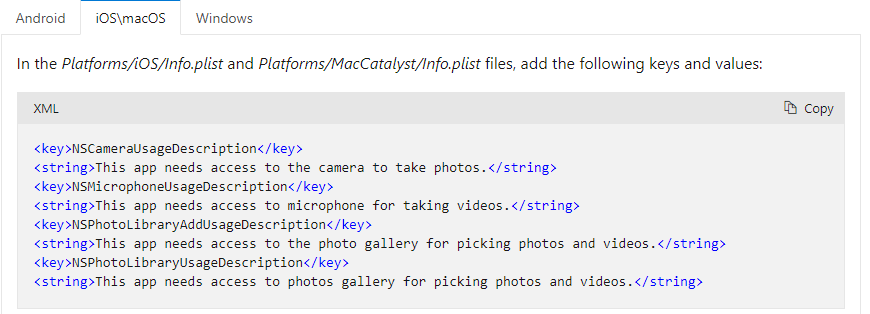 Android iOS\macOS Windows
In the Platforms/iOS/Info.plist and Platforms/MacCatalyst/Info.plist files, add the following keys and values:
XML Copy
<key>NSCameraUsageDescription</key>
<string>This app needs access to the camera to take photos.</string>
<key>NSMicrophoneUsageDescription</key>
<string>This app needs access to microphone for taking videos.</string>
<key>NSPhotoLibraryAddUsageDescription</key>
<string>This app needs access to the photo gallery for picking photos and videos.</string>
<key>NSPhotoLibraryUsageDescription</key>
<string>This app needs access to photos gallery for picking photos and videos.</string>